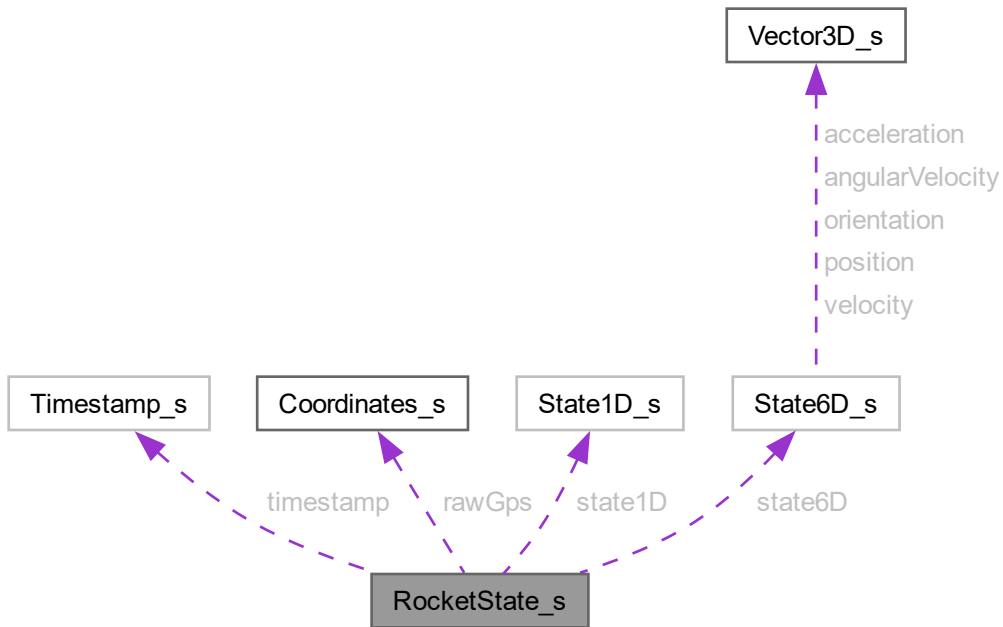 Vector3D_s
acceleration
angularVelocity
orientation
position
velocity
Timestamp_s
Coordinates_s
State1D_s
State6D_s
timestamp
rawGps
state1D
state6D
RocketState_s